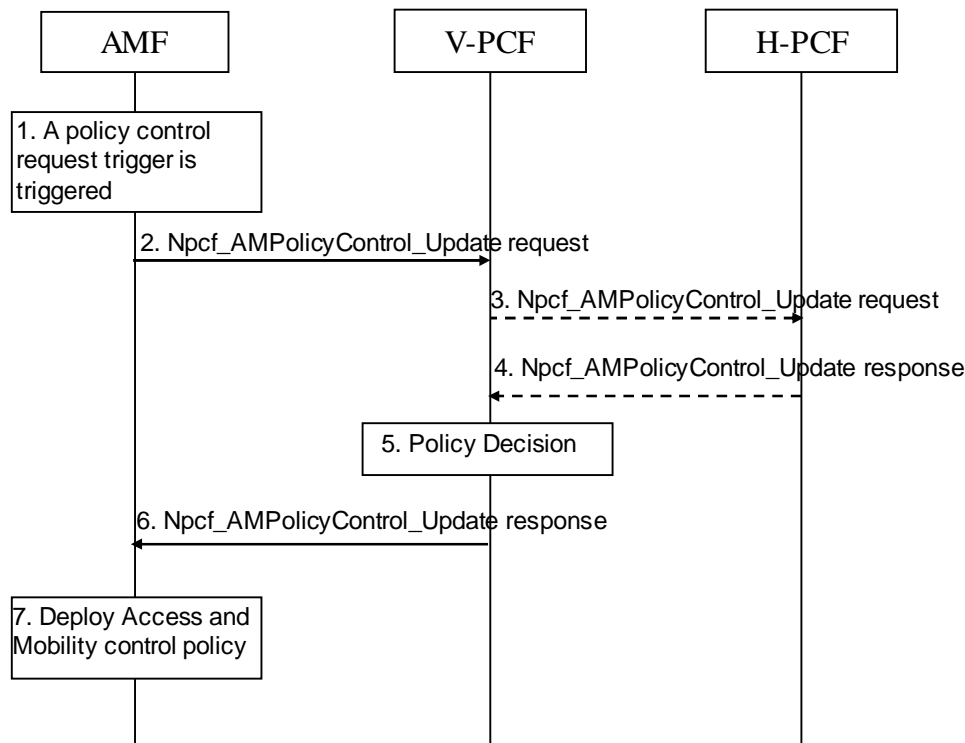 AMF
V-PCF
H-PCF
1. A policy control
request trigger is
triggered
2. Npcf_AMPolicyControl_Update request
3. Npcf_AMPolicyControl_Update request
4. Npcf_AMPolicyControl_Update response
5. Policy Decision
6. Npcf_AMPolicyControl_Update response
7. Deploy Access and
Mobility control policy